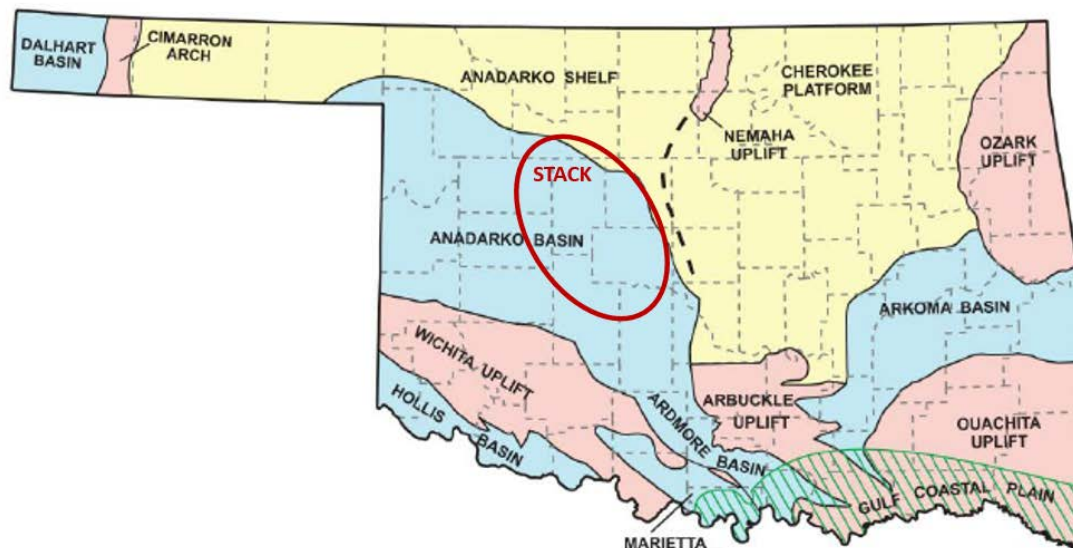 DALHART
BASIN
CIMARRON
ARCH
ANADARKO SHELF
CHEROKEE
PLATFORM
NEMAHA
UPLIFT
OZARK
UPLIFT
STACK
ANADARKO BASIN
ARKOMA BASIN
WICHITA UPLIFT
HOLLIS BASIN
ARDMORE BASIN
ARBUCKLE
UPLIFT
OUACHITA
UPLIFT
GULF COASTAL PLAIN
MARIETTA